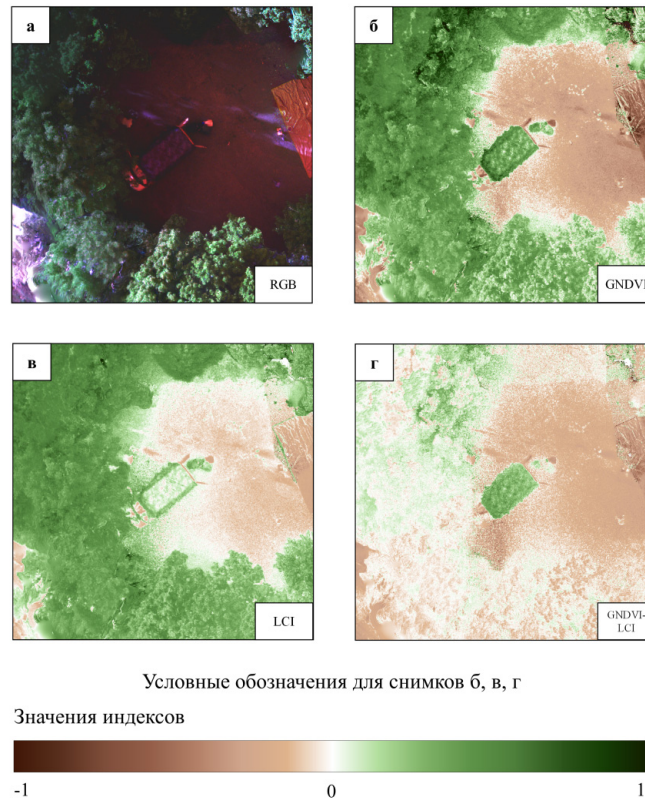 а
RGB
б
GNDVI
в
LCI
г
GNDVI-
LCI
Условные обозначения для снимков б, в, г
Значения индексов
-1
0
1